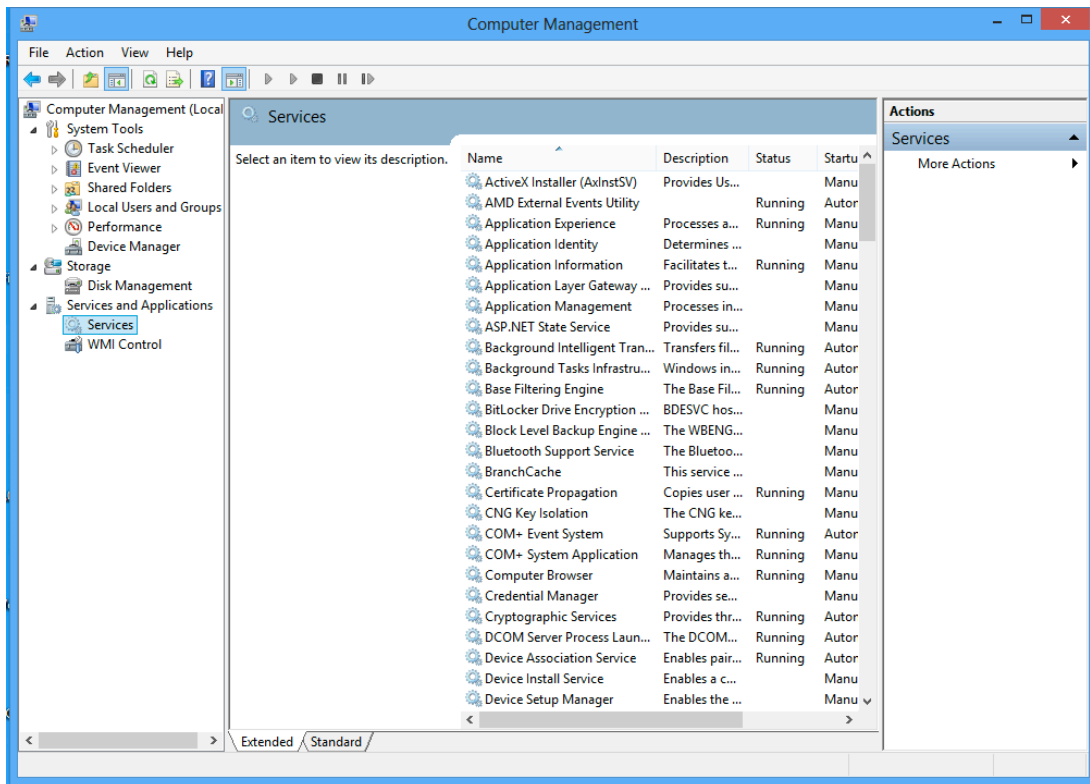 Computer Management
File Action View Help
Computer Management (Local
System Tools
Task Scheduler
Event Viewer
Shared Folders
Local Users and Groups
Performance
Device Manager
Storage
Disk Management
Services and Applications
Services
WMI Control
Services
Select an item to view its description.
Name Description Status Startu
ActiveX Installer (AxInstSV) Provides Us... Manu
AMD External Events Utility Running Autor
Application Experience Processes a... Running Manu
Application Identity Determines ... Manu
Application Information Facilitates t... Running Manu
Application Layer Gateway ... Provides su... Manu
Application Management Processes in... Manu
ASP.NET State Service Provides su... Manu
Background Intelligent Tran... Transfers fil... Running Autor
Background Tasks Infrastru... Windows in... Running Autor
Base Filtering Engine The Base Fil... Running Autor
BitLocker Drive Encryption ... BDESVC hos... Manu
Block Level Backup Engine ... The WBENG... Manu
Bluetooth Support Service The Bluetoo... Manu
BranchCache This service ... Manu
Certificate Propagation Copies user ... Running Manu
CNG Key Isolation The CNG ke... Manu
COM+ Event System Supports Sy... Running Autor
COM+ System Application Manages th... Running Manu
Computer Browser Maintains a... Running Manu
Credential Manager Provides se... Manu
Cryptographic Services Provides thr... Running Autor
DCOM Server Process Laun... The DCOM... Running Autor
Device Association Service Enables pair... Running Autor
Device Install Service Enables a c... Manu
Device Setup Manager Enables the ... Manu
Extended Standard
Actions
Services
More Actions